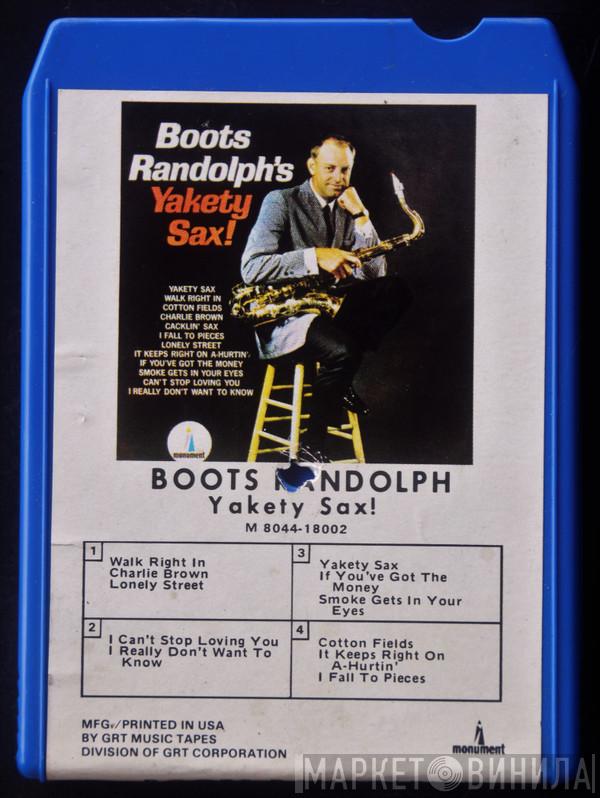 Boots
Randolph's
Yakety
Sax!
YAKETY SAX
WALK RIGHT IN
COTTON FIELDS
CHARLIE BROWN
CACKLIN' SAX
I FALL TO PIECES
LONELY STREET
IT KEEPS RIGHT ON A-HURTIN'
IF YOU'VE GOT THE MONEY
SMOKE GETS IN YOUR EYES
CAN'T STOP LOVING YOU
I REALLY DON'T WANT TO KNOW
monument
BOOTS RANDOLPH
Yakety Sax!
M 8044-18002
1
Walk Right In
Charlie Brown
Lonely Street
3
Yakety Sax
If You've Got The
Money
Smoke Gets In Your
Eyes
2
I Can't Stop Loving You
I Really Don't Want To
Know
4
Cotton Fields
It Keeps Right On
A-Hurtin'
I Fall To Pieces
MFG./PRINTED IN USA
BY GRT MUSIC TAPES
DIVISION OF GRT CORPORATION
monument
МАРКЕТ ВИНИЛА